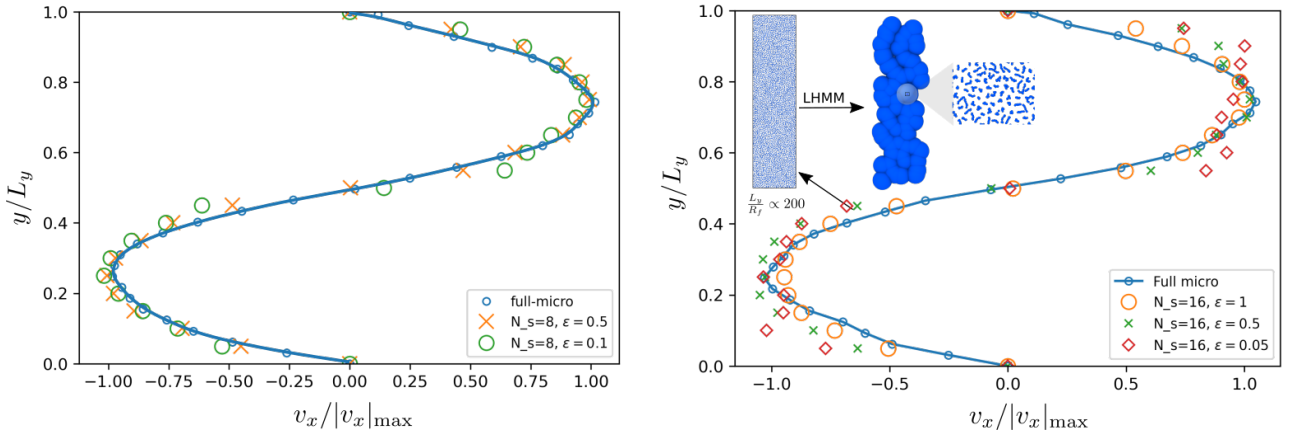 1.0
0.8
0.6
0.4
0.2
0.0
y/L_y
−1.00 −0.75 −0.50 −0.25 0.00 0.25 0.50 0.75 1.00
v_x/|v_x|_max
full-micro
N_s=8, ε = 0.5
N_s=8, ε = 0.1
1.0
0.8
0.6
0.4
0.2
0.0
y/L_y
−1.0 −0.5 0.0 0.5 1.0
v_x/|v_x|_max
LHMM
L_y/R_f ∝ 200
Full micro
N_s=16, ε = 1
N_s=16, ε = 0.5
N_s=16, ε = 0.05